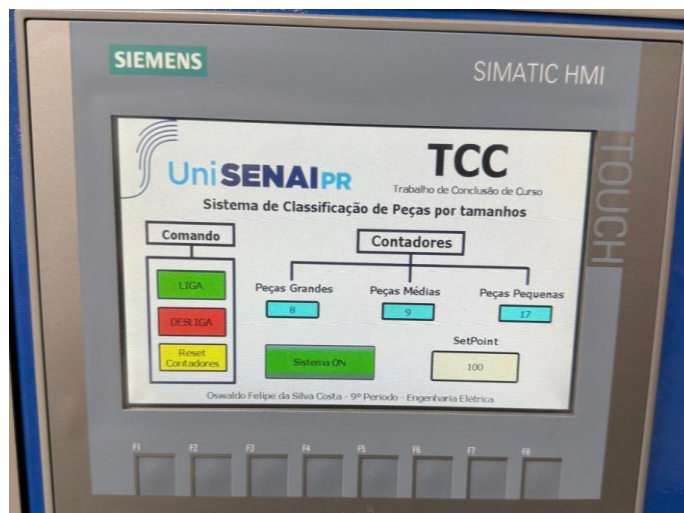 SIEMENS
SIMATIC HMI
TOUCH
UniSENAIPR
TCC
Trabalho de Conclusão de Curso
Sistema de Classificação de Peças por tamanhos
Comando
Contadores
LIGA
Peças Grandes
Peças Médias
Peças Pequenas
8
9
17
DESLIGA
SetPoint
Reset
Contadores
Sistema ON
100
Oswaldo Felipe da Silva Costa - 9º Período - Engenharia Elétrica
F1 F2 F3 F4 F5 F6 F7 F8